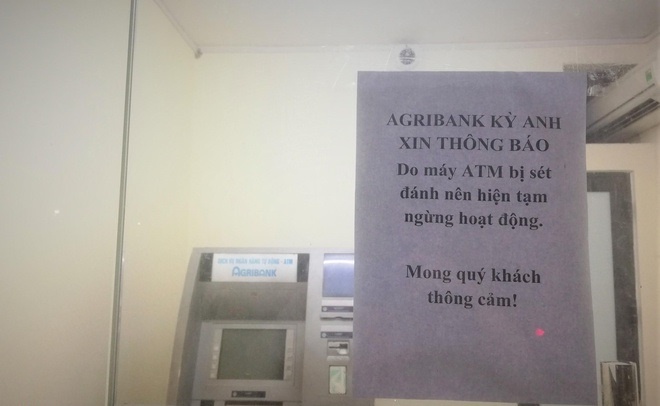 AGRIBANK KỲ ANH
XIN THÔNG BÁO
Do máy ATM bị sét
đánh nên hiện tạm
ngừng hoạt động.
Mong quý khách
thông cảm!
AGRIBANK